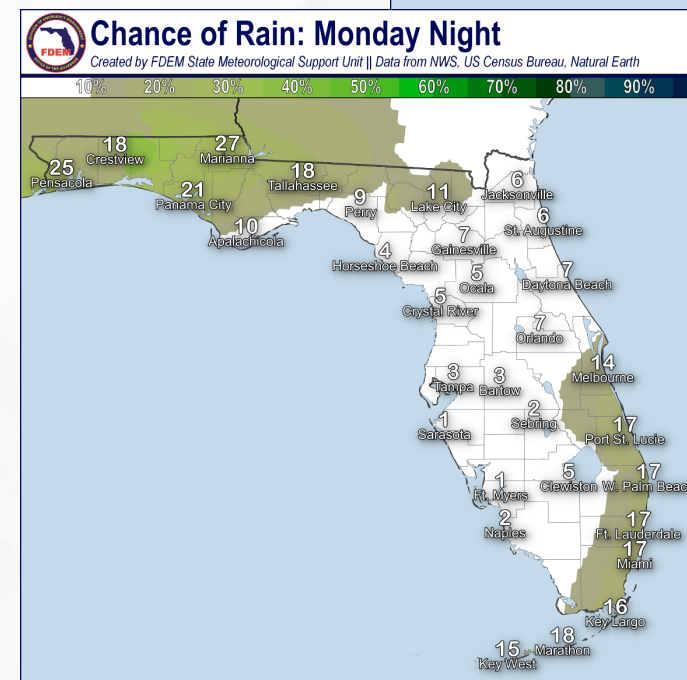 FDEM
Chance of Rain: Monday Night
Created by FDEM State Meteorological Support Unit || Data from NWS, US Census Bureau, Natural Earth
10% 20% 30% 40% 50% 60% 70% 80% 90%
18
Crestview
27
Marianna
25
Pensacola
18
Tallahassee
21
Panama City
9
Perry
11
Lake City
6
Jacksonville
10
Apalachicola
6
St. Augustine
7
Gainesville
4
Horseshoe Beach
5
Ocala
7
Daytona Beach
5
Crystal River
7
Orlando
14
Melbourne
3
Tampa
3
Bartow
2
Sebring
1
Sarasota
17
Port St. Lucie
5
Clewiston
17
W. Palm Beac
1
Ft. Myers
2
Naples
17
Ft. Lauderdale
17
Miami
16
Key Largo
18
Marathon
15
Key West